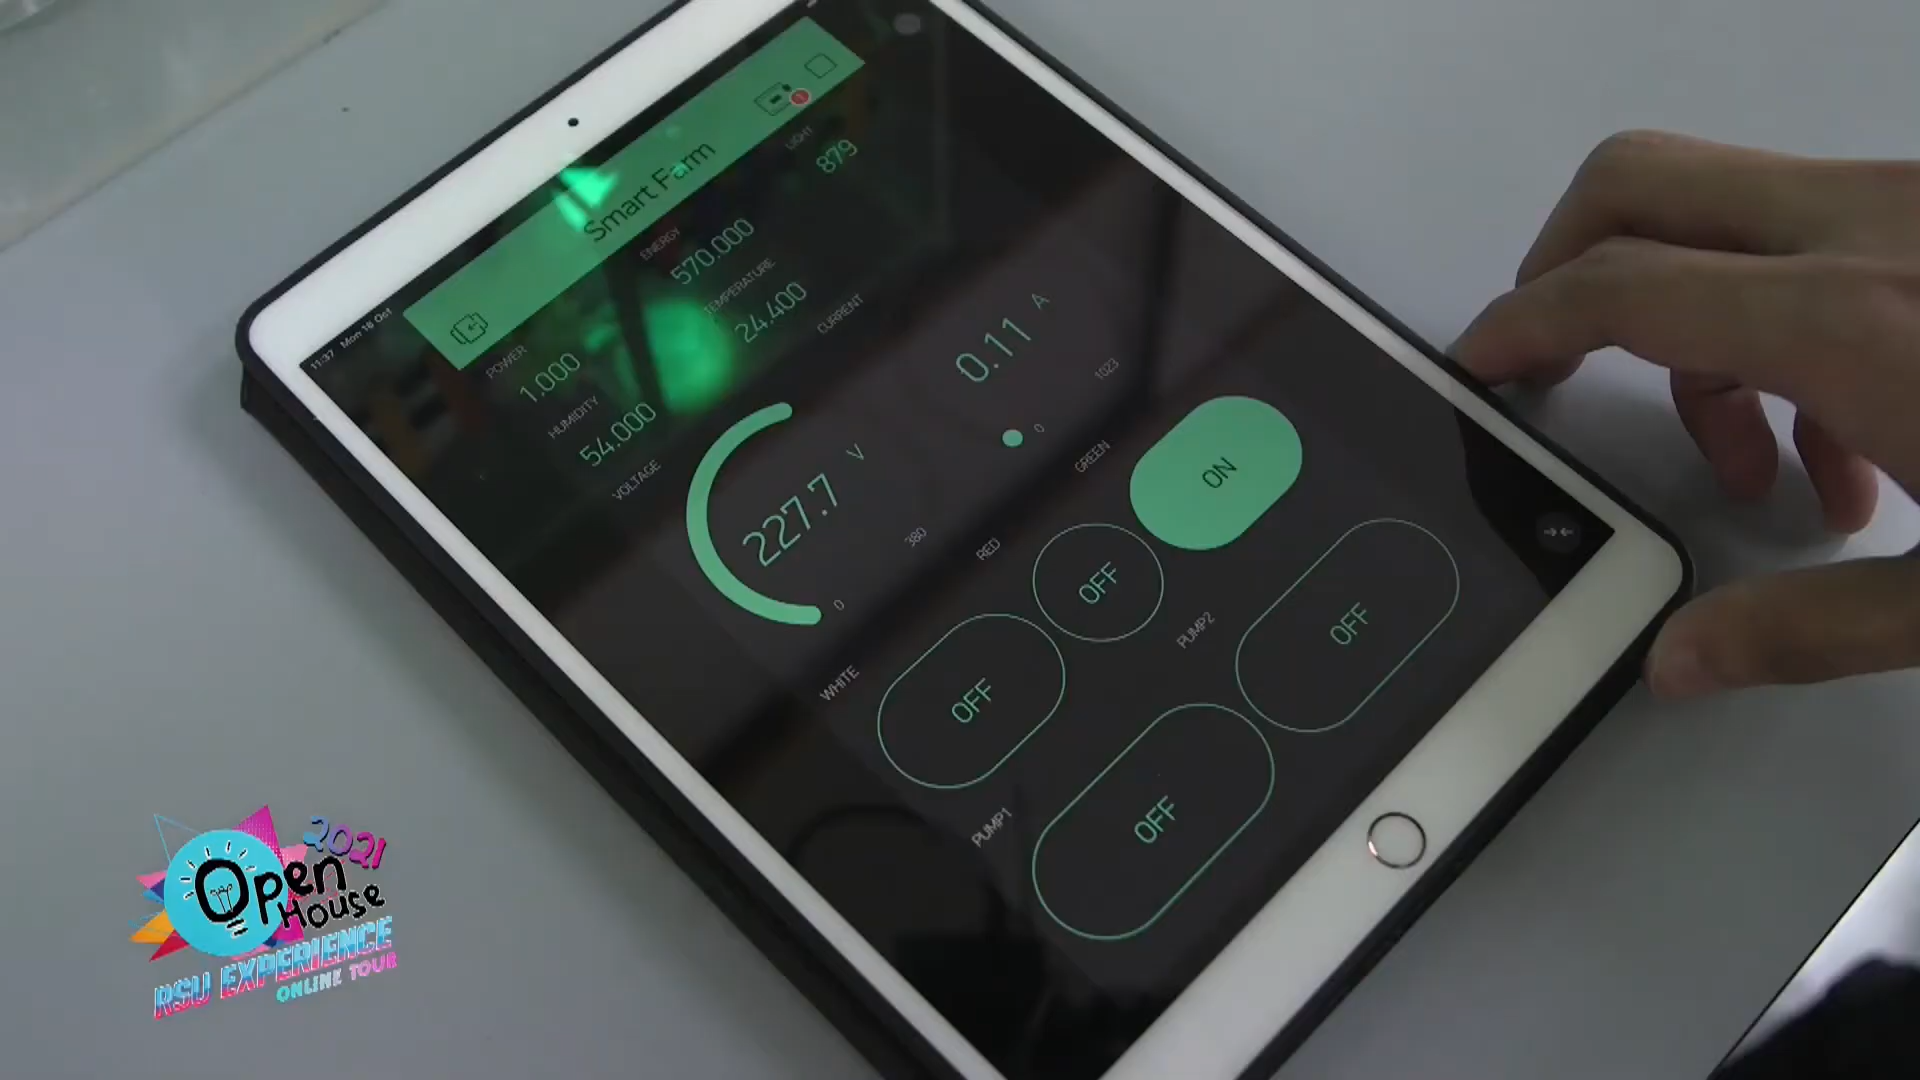 11:37 Mon 18 Oct
Smart Farm
POWER
1.000
ENERGY
570.000
LIGHT
879
HUMIDITY
54.000
TEMPERATURE
24.400
VOLTAGE
227.7 V
0
380
CURRENT
0.11 A
0
1023
WHITE
OFF
RED
OFF
GREEN
ON
PUMP1
OFF
PUMP2
OFF
2021
Open
House
RSU EXPERIENCE
ONLINE TOUR